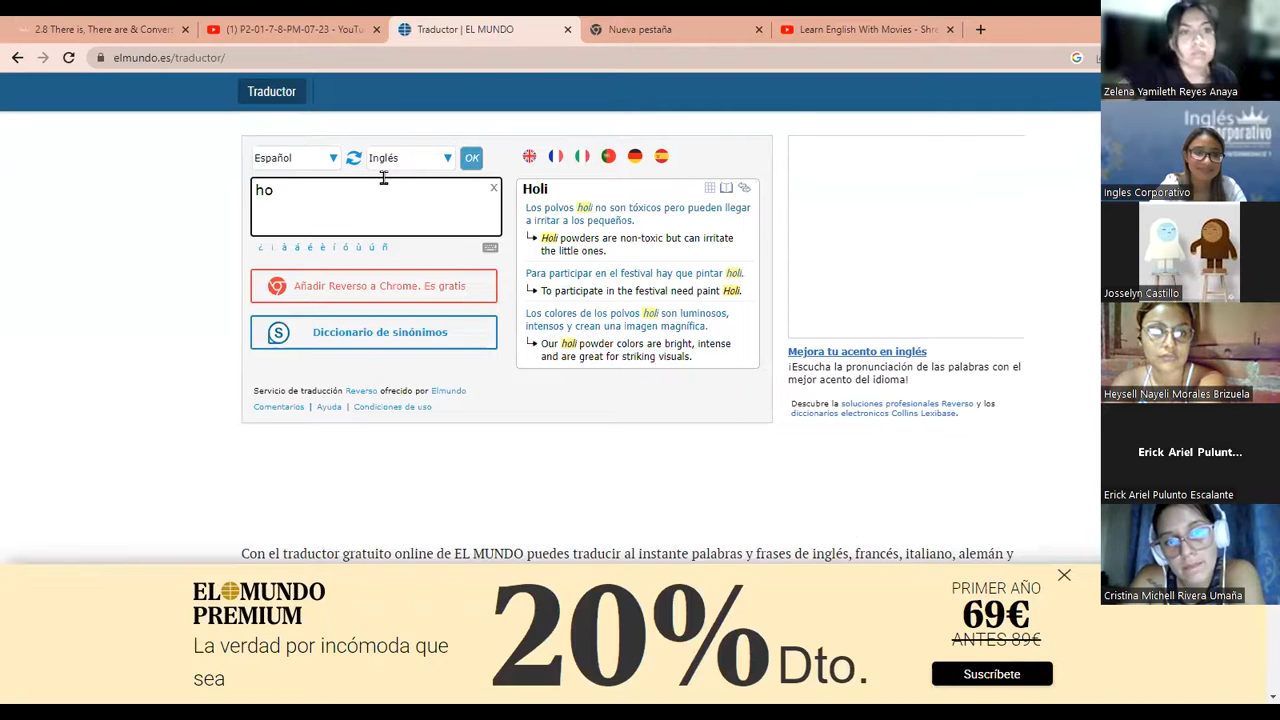 2.8 There is, There are & Convers
(1) P2-01-7-8-PM-07-23 - YouTu
Traductor | EL MUNDO
Nueva pestaña
Learn English With Movies - Shre
elmundo.es/traductor/
Traductor
Español
Inglés
OK
ho
x
¿ ¡ à á é è í ó ù ú ñ
Añadir Reverso a Chrome. Es gratis
S
Diccionario de sinónimos
Servicio de traducción Reverso ofrecido por Elmundo
Comentarios | Ayuda | Condiciones de uso
Holi
Los polvos holi no son tóxicos pero pueden llegar
a irritar a los pequeños.
Holi powders are non-toxic but can irritate
the little ones.
Para participar en el festival hay que pintar holi.
To participate in the festival need paint Holi.
Los colores de los polvos holi son luminosos,
intensos y crean una imagen magnífica.
Our holi powder colors are bright, intense
and are great for striking visuals.
Mejora tu acento en inglés
¡Escucha la pronunciación de las palabras con el
mejor acento del idioma!
Descubre la soluciones profesionales Reverso y los
diccionarios electronicos Collins Lexibase.
Con el traductor gratuito online de EL MUNDO puedes traducir al instante palabras y frases de inglés, francés, italiano, alemán y
EL MUNDO
PREMIUM
La verdad por incómoda que
sea
20% Dto.
PRIMER AÑO
69€
ANTES 89€
Suscríbete
Zelena Yamileth Reyes Anaya
Inglés
Corporativo
Ingles Corporativo
Josselyn Castillo
Heysell Nayeli Morales Brizuela
Erick Ariel Pulunt...
Erick Ariel Pulunto Escalante
Cristina Michell Rivera Umaña